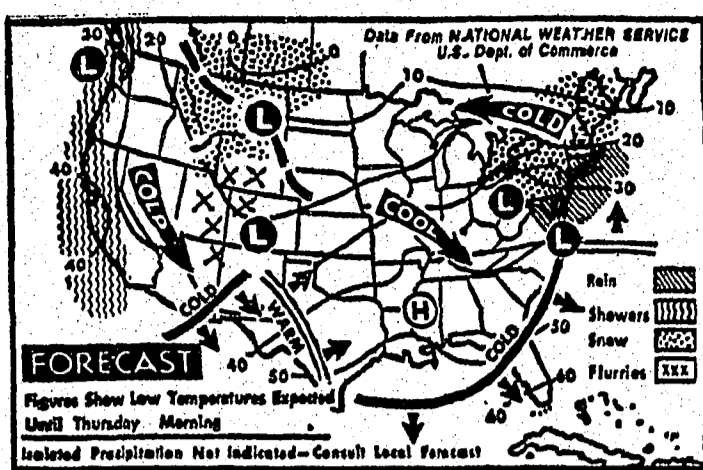 Data From NATIONAL WEATHER SERVICE
U.S. Dept. of Commerce
30
20
0
0
L
10
COLD
10
L
20
40
COLD
30
COOL
L
L
L
40
COLD
WARM
H
COLD
Rain
Showers
Snow
Flurries XXX
50
40
50
60
40
FORECAST
Figures Show Low Temperatures Expected
Until Thursday Morning
Isolated Precipitation Not Indicated—Consult Local Forecast